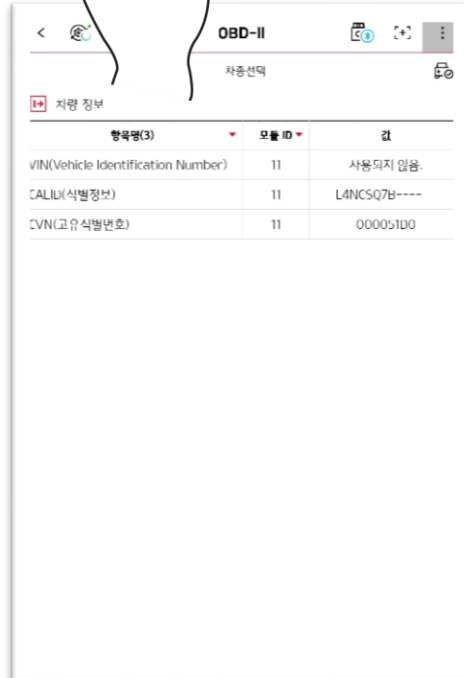 OBD-II
차종선택
차량 정보
항목명(3) 모듈 ID 값
VIN(Vehicle Identification Number) 11 사용되지 않음.
CALID(식별정보) 11 L4NCSQ7B----
CVN(고유식별번호) 11 000051D0